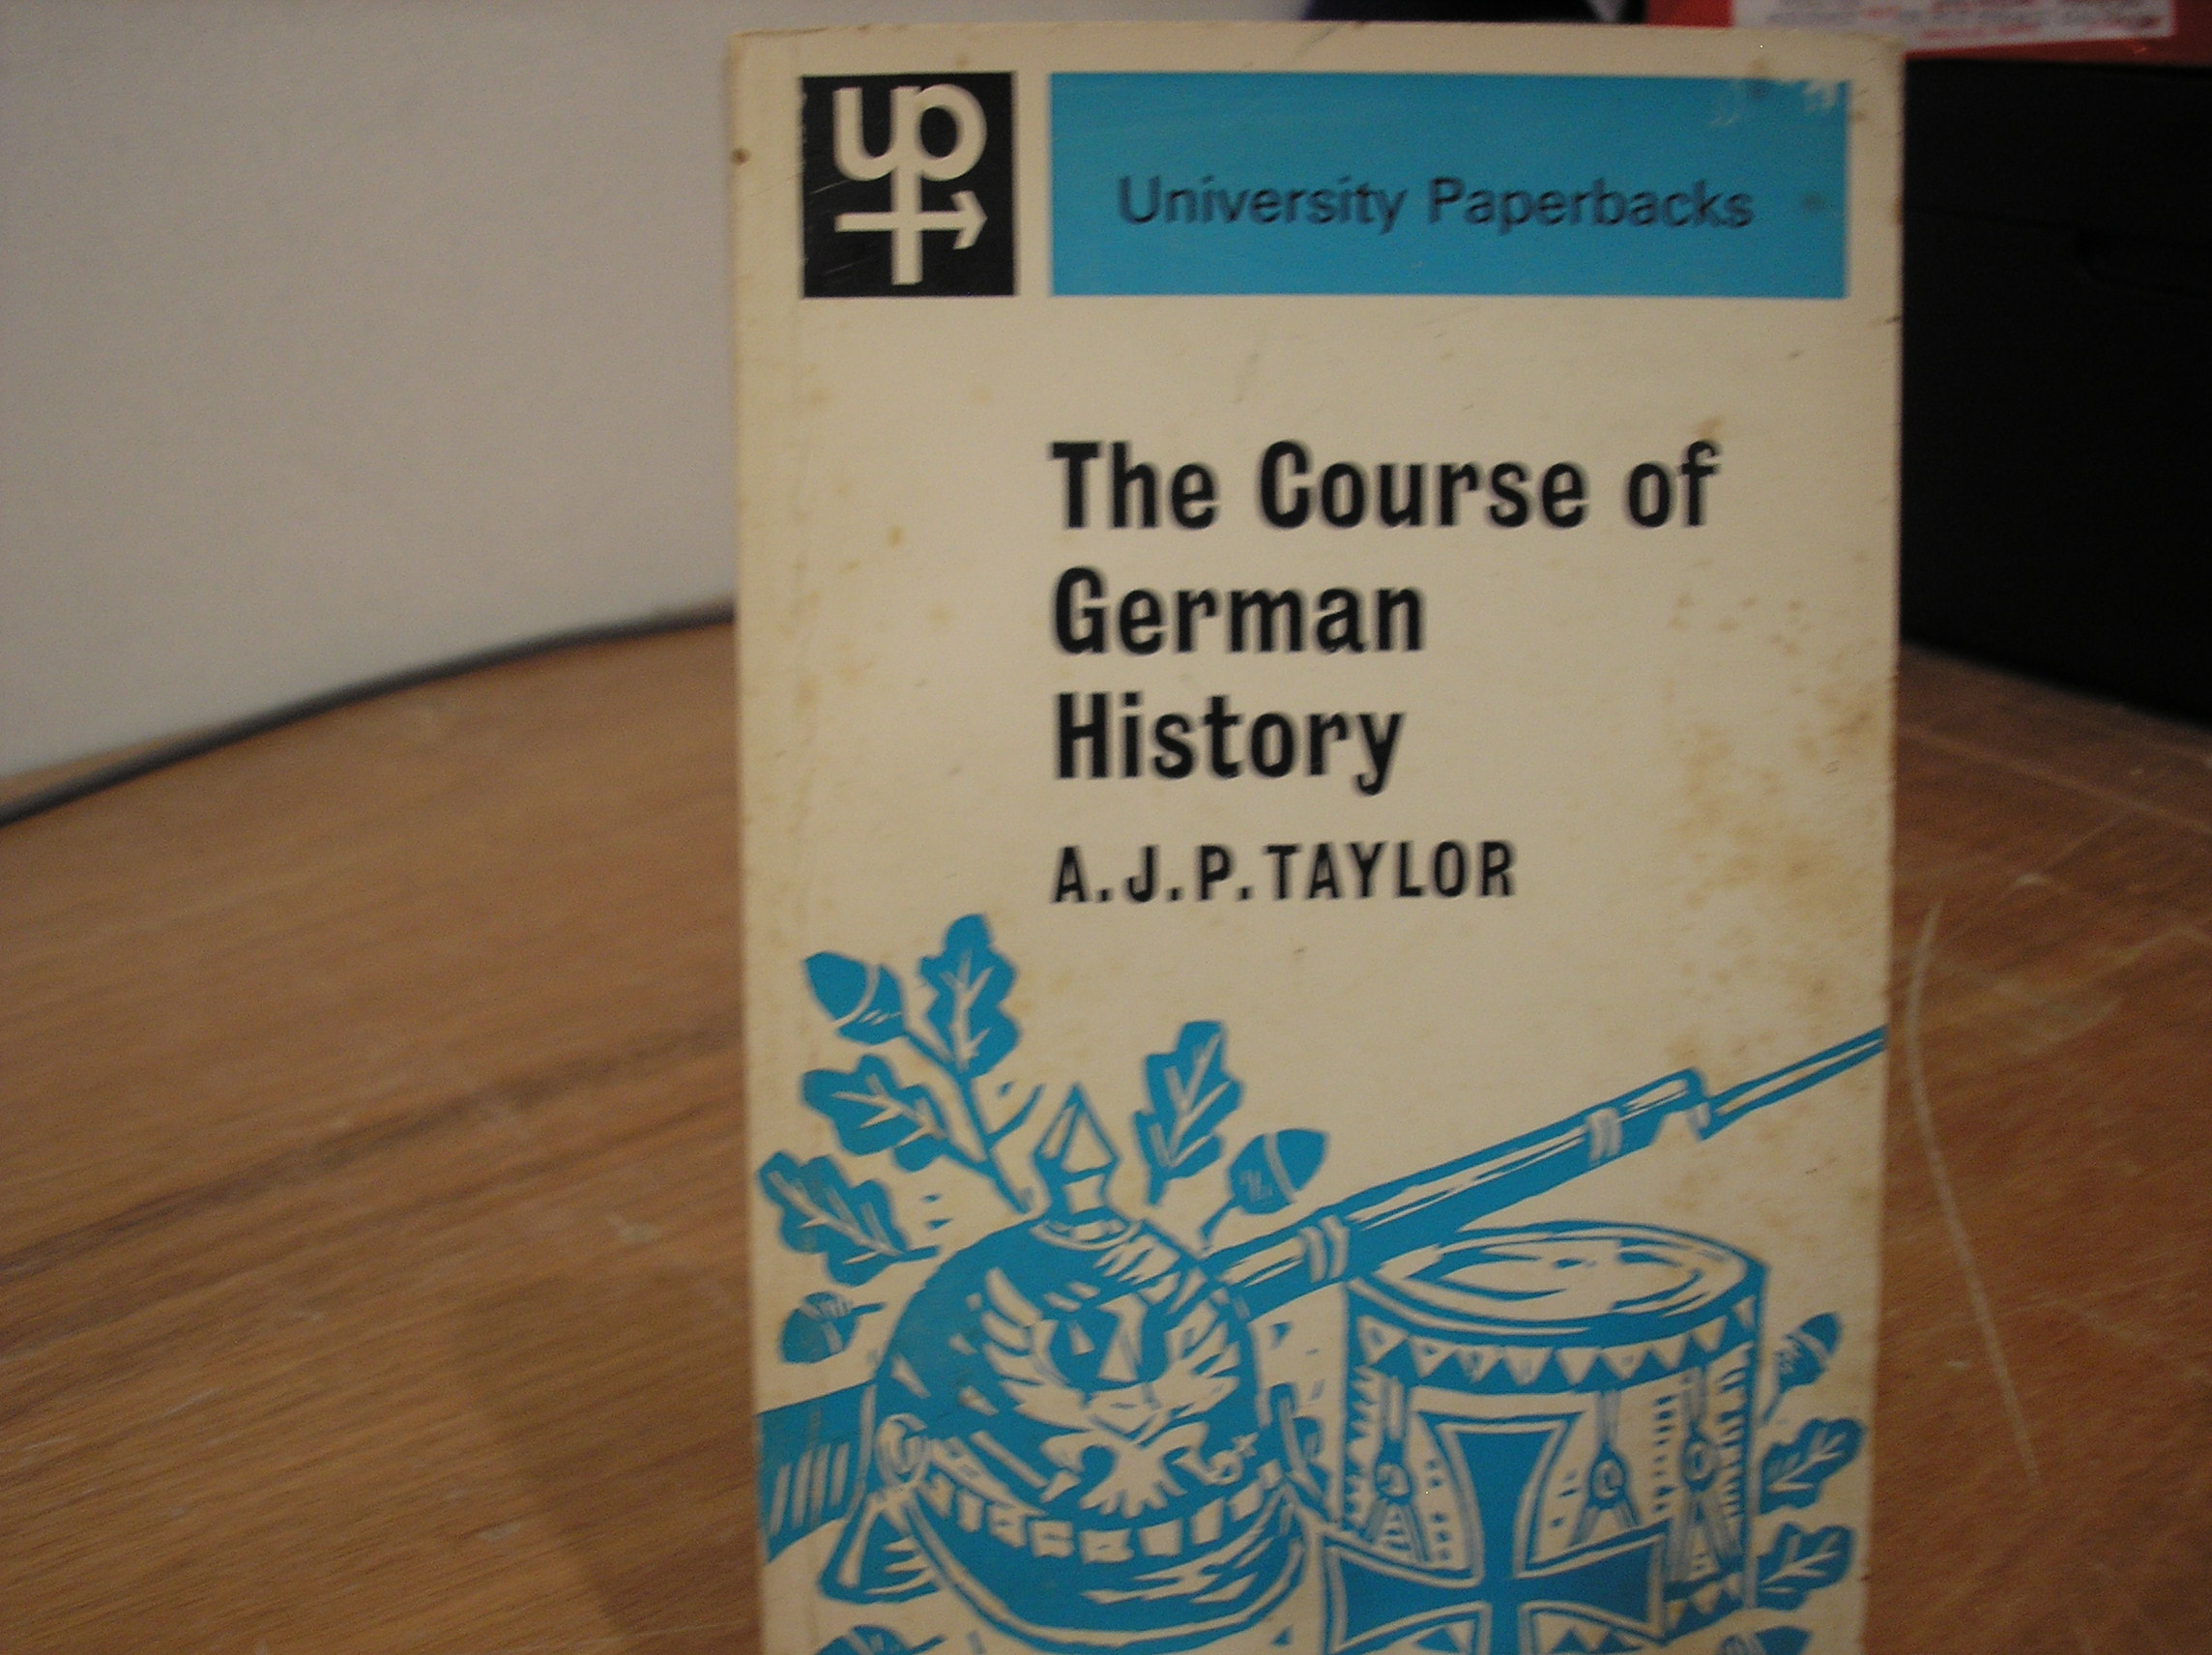 up
University Paperbacks
The Course of
German
History
A.J.P.TAYLOR